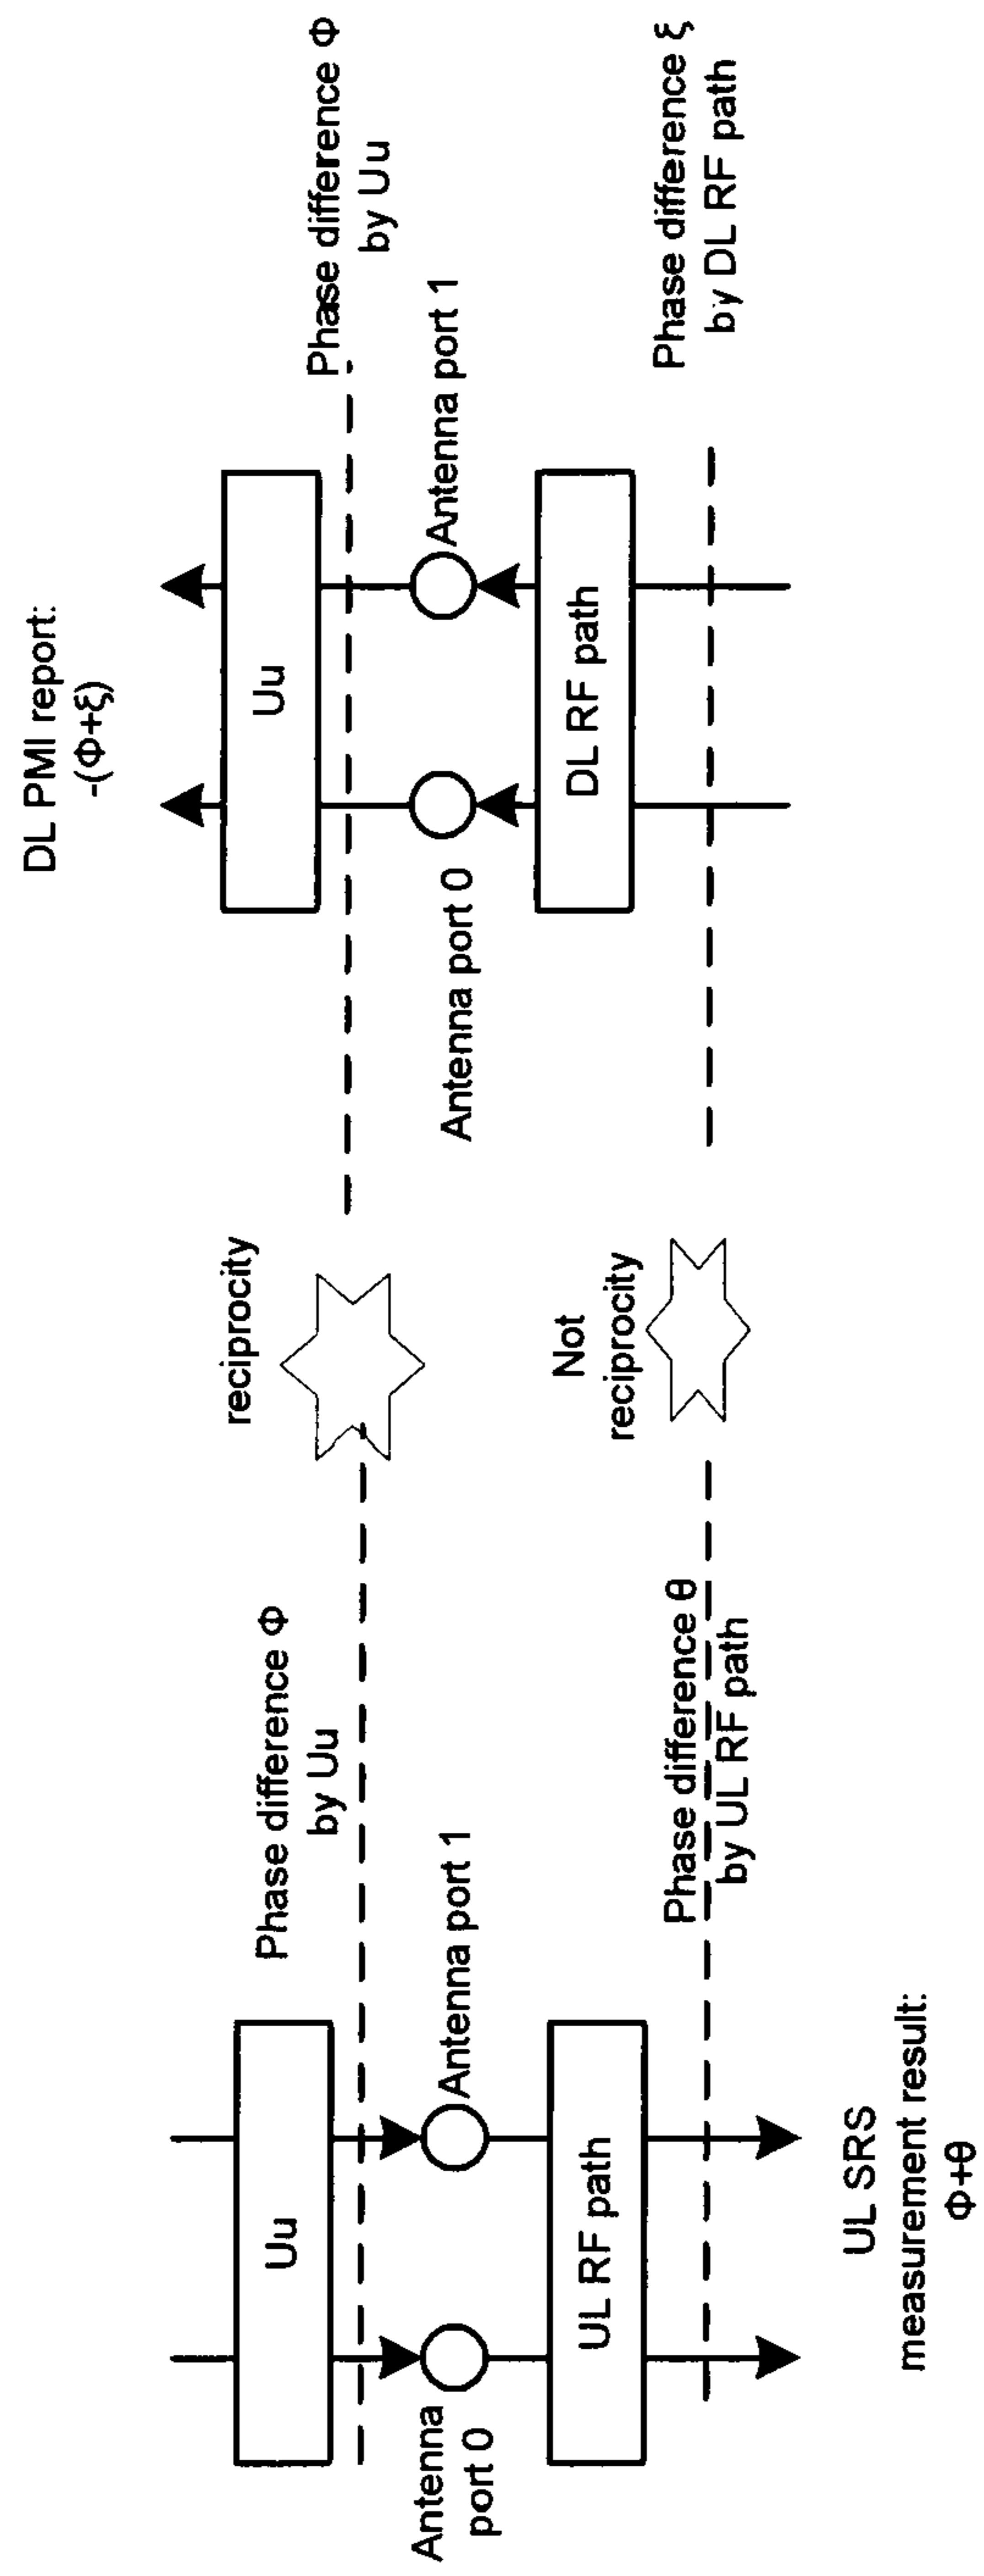 Uu
Phase difference Φ
by Uu
Antenna
port 0
Antenna port 1
UL RF path
Phase difference θ
by UL RF path
UL SRS
measurement result:
Φ+θ
reciprocity
Not
reciprocity
DL PMI report:
-(Φ+ξ)
Uu
Phase difference Φ
by Uu
Antenna port 0
Antenna port 1
DL RF path
Phase difference ξ
by DL RF path